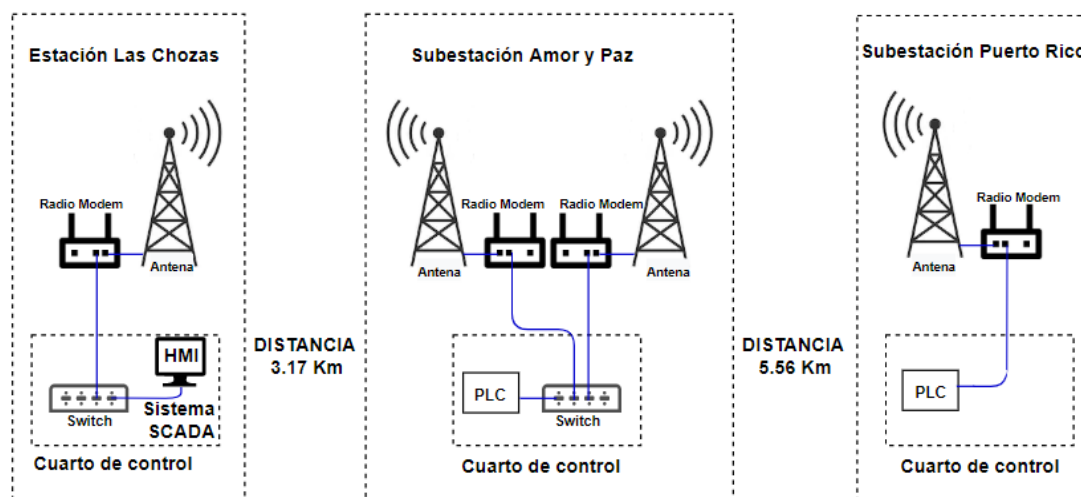 Estación Las Chozas
Radio Modem
Antena
HMI
Switch
Sistema
SCADA
Cuarto de control
DISTANCIA
3.17 Km
Subestación Amor y Paz
Radio Modem
Radio Modem
Antena
Antena
PLC
Switch
Cuarto de control
DISTANCIA
5.56 Km
Subestación Puerto Rico
Radio Modem
Antena
PLC
Cuarto de control